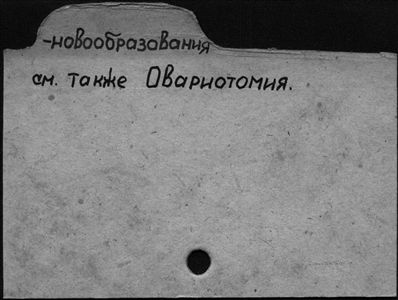 -новообразования
см. также Овариотомия.